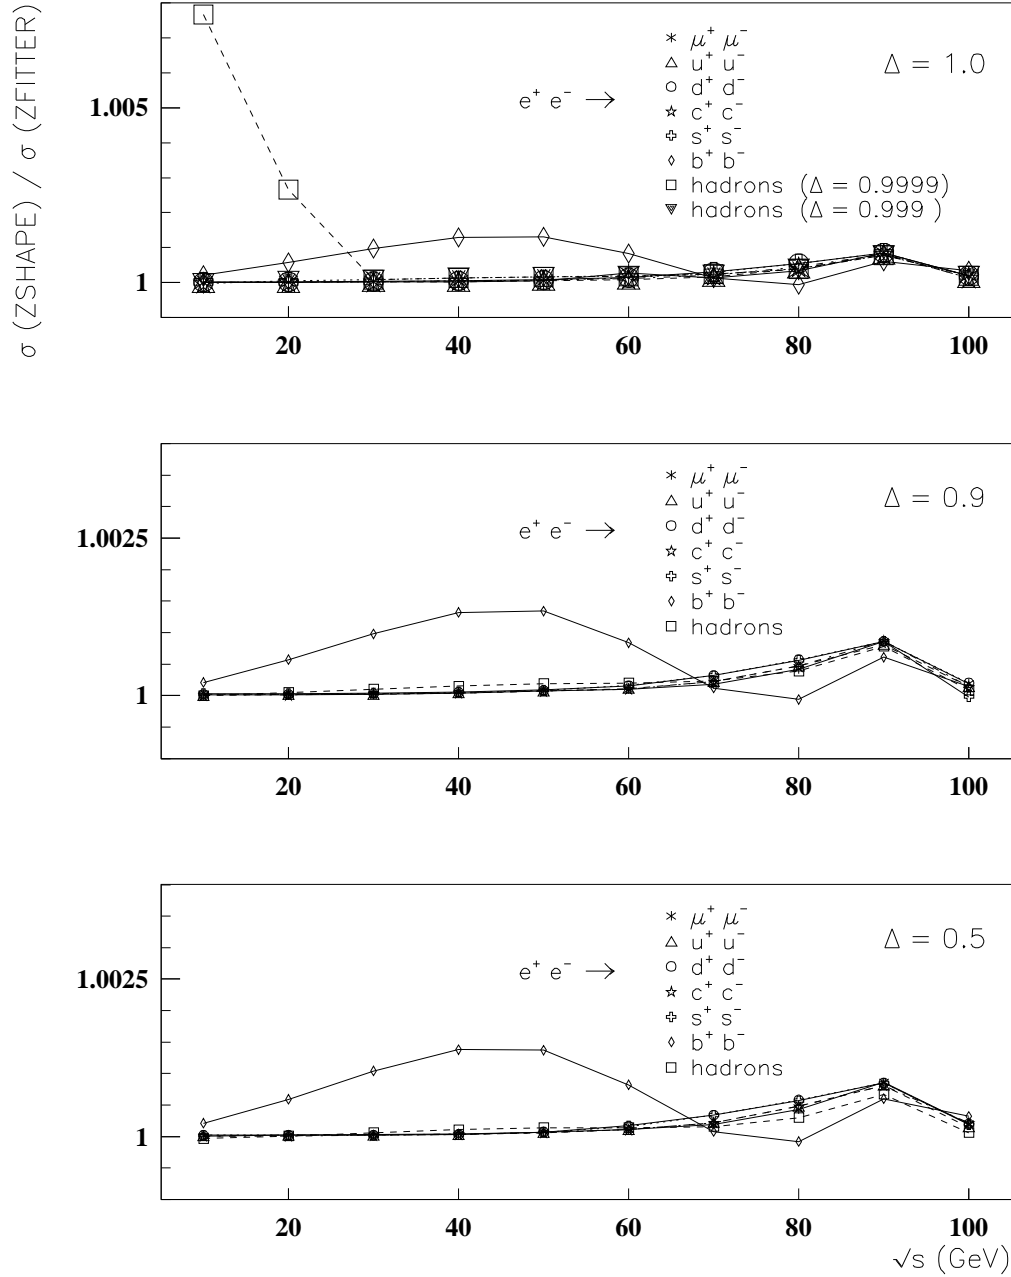 σ (ZSHAPE) / σ (ZFITTER)
μ⁺ μ⁻
u⁺ u⁻
Δ = 1.0
d⁺ d⁻
e⁺ e⁻ →
1.005
c⁺ c⁻
s⁺ s⁻
b⁺ b⁻
hadrons (Δ = 0.9999)
hadrons (Δ = 0.999 )
1
20 40 60 80 100
μ⁺ μ⁻
u⁺ u⁻
Δ = 0.9
d⁺ d⁻
e⁺ e⁻ →
1.0025
c⁺ c⁻
s⁺ s⁻
b⁺ b⁻
hadrons
1
20 40 60 80 100
μ⁺ μ⁻
u⁺ u⁻
Δ = 0.5
d⁺ d⁻
e⁺ e⁻ →
1.0025
c⁺ c⁻
s⁺ s⁻
b⁺ b⁻
hadrons
1
20 40 60 80 100
√s (GeV)